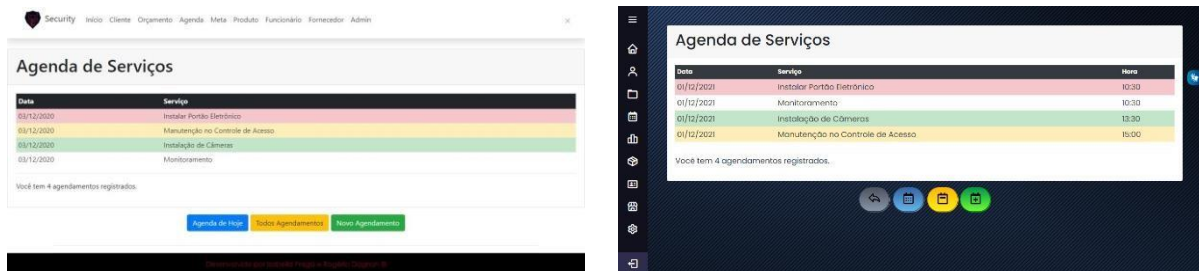 Security Início Cliente Orçamento Agenda Meta Produto Funcionário Fornecedor Admin
Agenda de Serviços
Data Serviço
03/12/2020 Instalar Portão Eletrônico
03/12/2020 Manutenção no Controle de Acesso
03/12/2020 Instalação de Câmeras
03/12/2020 Monitoramento
Você tem 4 agendamentos registrados.
Agenda de Hoje Todos Agendamentos Novo Agendamento
Agenda de Serviços
Data Serviço Hora
01/12/2021 Instalar Portão Eletrônico 10:30
01/12/2021 Monitoramento 10:30
01/12/2021 Instalação de Câmeras 13:30
01/12/2021 Manutenção no Controle de Acesso 15:00
Você tem 4 agendamentos registrados.